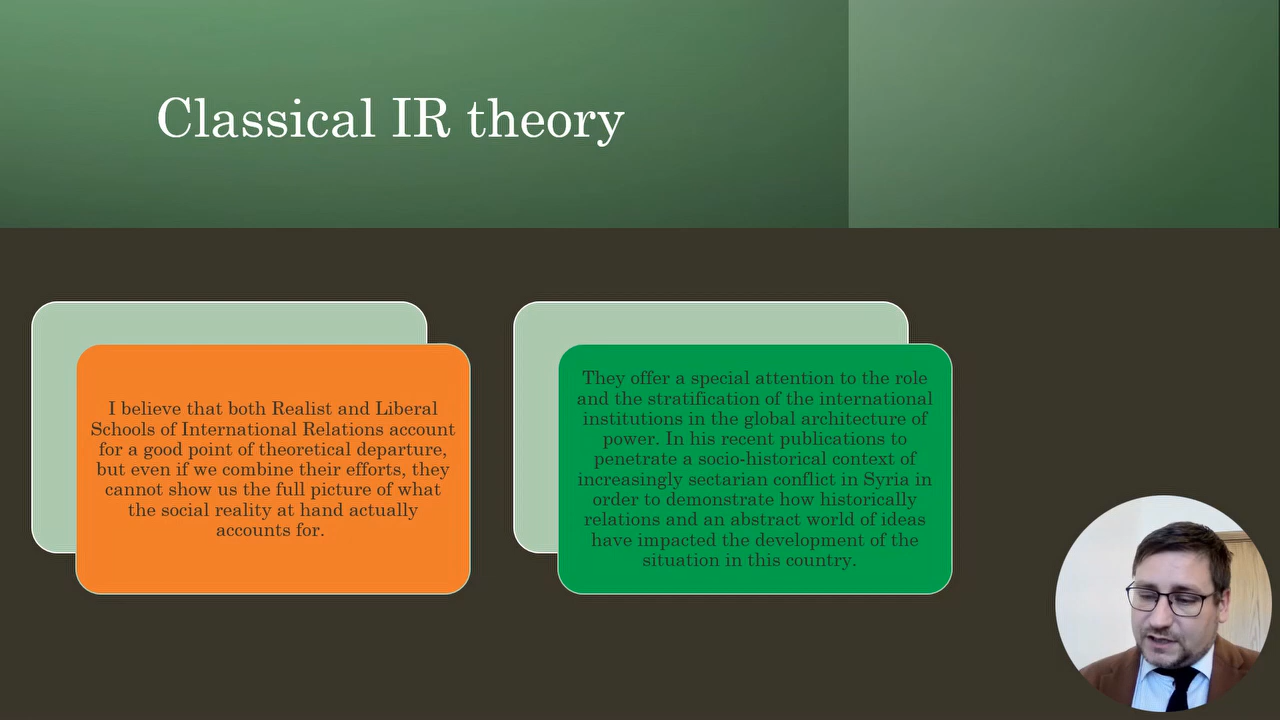 Classical IR theory
I believe that both Realist and Liberal
Schools of International Relations account
for a good point of theoretical departure,
but even if we combine their efforts, they
cannot show us the full picture of what
the social reality at hand actually
accounts for.
They offer a special attention to the role
and the stratification of the international
institutions in the global architecture of
power. In his recent publications to
penetrate a socio-historical context of
increasingly sectarian conflict in Syria in
order to demonstrate how historically
relations and an abstract world of ideas
have impacted the development of the
situation in this country.